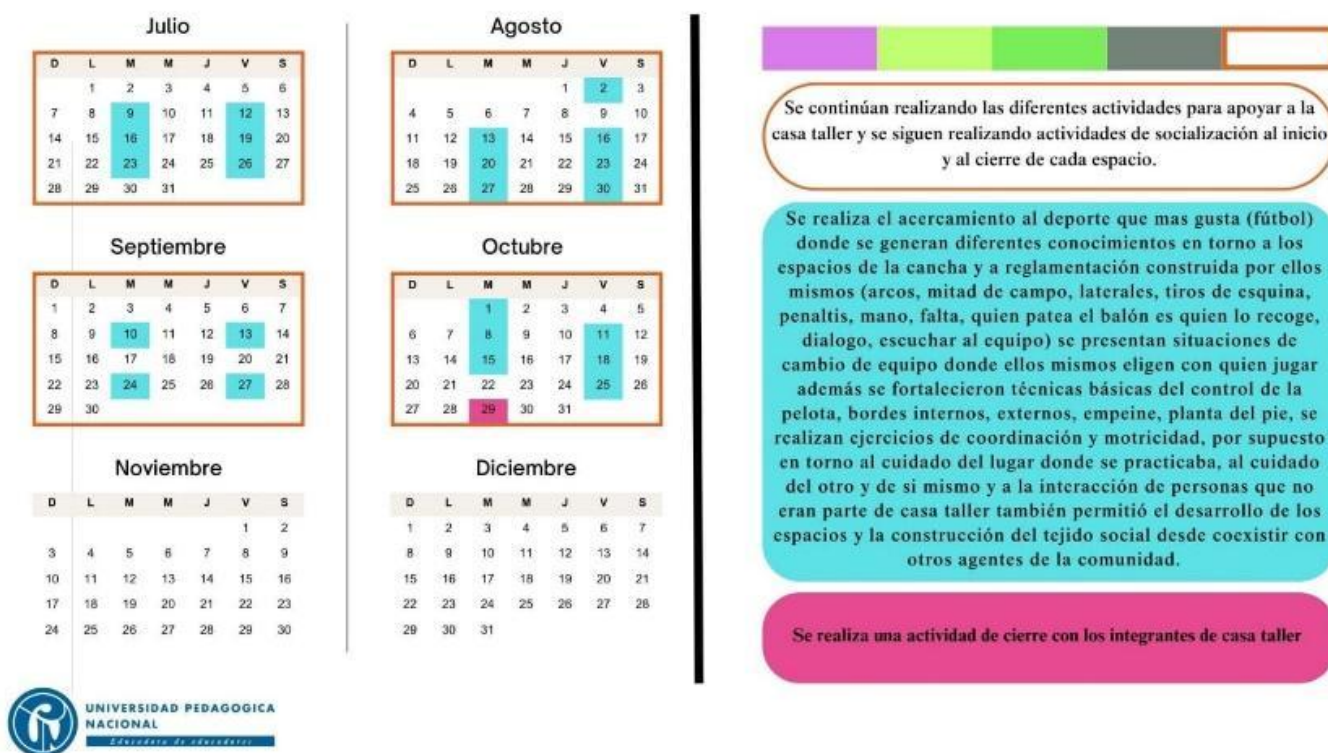 Julio
D L M M J V S
1 2 3 4 5 6
7 8 9 10 11 12 13
14 15 16 17 18 19 20
21 22 23 24 25 26 27
28 29 30 31
Agosto
D L M M J V S
1 2 3
4 5 6 7 8 9 10
11 12 13 14 15 16 17
18 19 20 21 22 23 24
25 26 27 28 29 30 31
Septiembre
D L M M J V S
1 2 3 4 5 6 7
8 9 10 11 12 13 14
15 16 17 18 19 20 21
22 23 24 25 26 27 28
29 30
Octubre
D L M M J V S
1 2 3 4 5
6 7 8 9 10 11 12
13 14 15 16 17 18 19
20 21 22 23 24 25 26
27 28 29 30 31
Noviembre
D L M M J V S
1 2
3 4 5 6 7 8 9
10 11 12 13 14 15 16
17 18 19 20 21 22 23
24 25 26 27 28 29 30
Diciembre
D L M M J V S
1 2 3 4 5 6 7
8 9 10 11 12 13 14
15 16 17 18 19 20 21
22 23 24 25 26 27 28
29 30 31
Se continúan realizando las diferentes actividades para apoyar a la
casa taller y se siguen realizando actividades de socialización al inicio
y al cierre de cada espacio.
Se realiza el acercamiento al deporte que mas gusta (fútbol)
donde se generan diferentes conocimientos en torno a los
espacios de la cancha y a reglamentación construida por ellos
mismos (arcos, mitad de campo, laterales, tiros de esquina,
penaltis, mano, falta, quien patea el balón es quien lo recoge,
dialogo, escuchar al equipo) se presentan situaciones de
cambio de equipo donde ellos mismos eligen con quien jugar
además se fortalecieron técnicas básicas del control de la
pelota, bordes internos, externos, empeine, planta del pie, se
realizan ejercicios de coordinación y motricidad, por supuesto
en torno al cuidado del lugar donde se practicaba, al cuidado
del otro y de si mismo y a la interacción de personas que no
eran parte de casa taller también permitió el desarrollo de los
espacios y la construcción del tejido social desde coexistir con
otros agentes de la comunidad.
Se realiza una actividad de cierre con los integrantes de casa taller
UNIVERSIDAD PEDAGOGICA
NACIONAL
Educadora de educadores